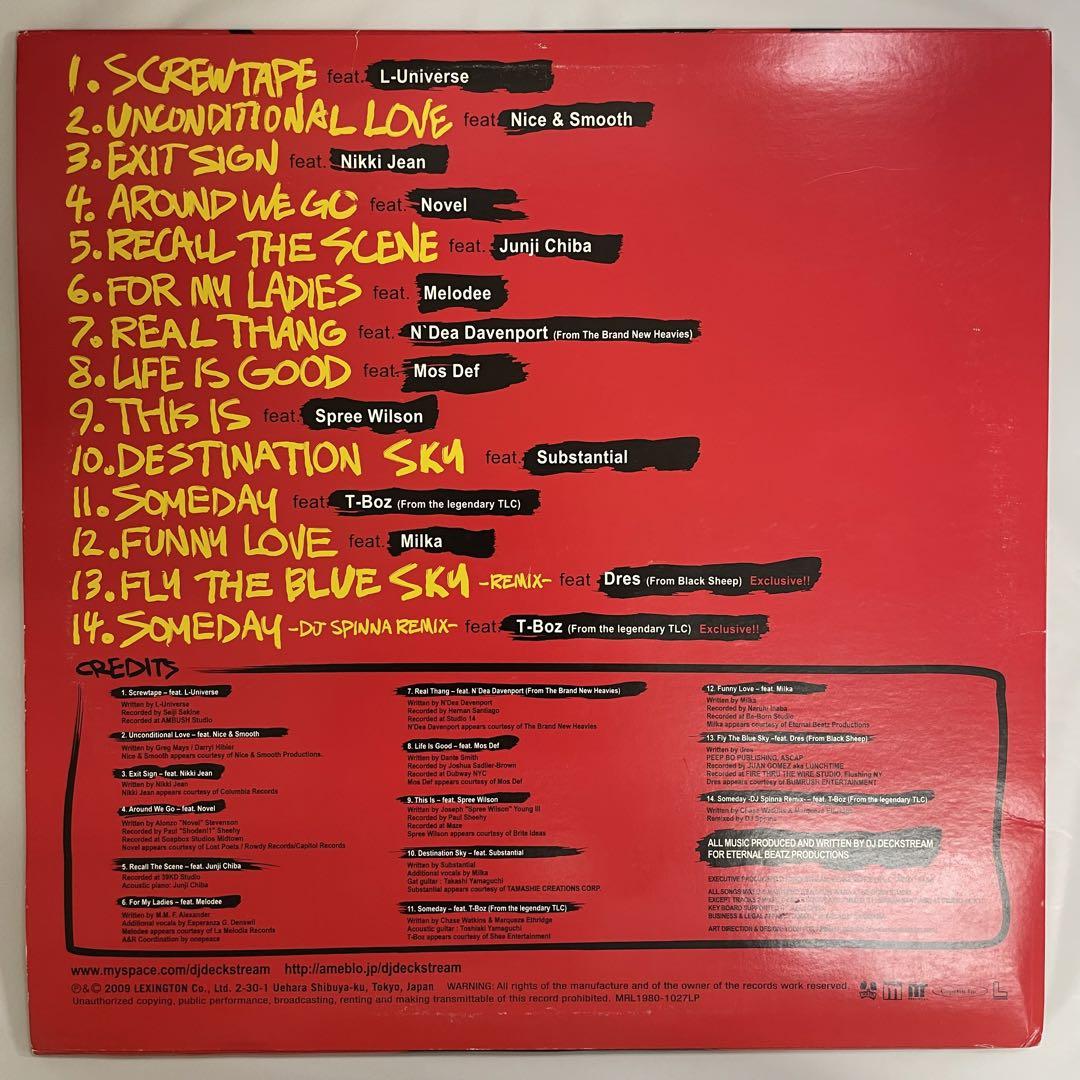 1. SCREWTAPE feat. L-Universe
2. UNCONDITIONAL LOVE feat. Nice & Smooth
3. EXIT SIGN feat. Nikki Jean
4. AROUND WE GO feat. Novel
5. RECALL THE SCENE feat. Junji Chiba
6. FOR MY LADIES feat. Melodee
7. REAL THANG feat. N`Dea Davenport (From The Brand New Heavies)
8. LIFE IS GOOD feat. Mos Def
9. THIS IS feat. Spree Wilson
10. DESTINATION SKY feat. Substantial
11. SOMEDAY feat. T-Boz (From the legendary TLC)
12. FUNNY LOVE feat. Milka
13. FLY THE BLUE SKY -REMIX- feat Dres (From Black Sheep) Exclusive!!
14. SOMEDAY -DJ SPINNA REMIX- feat. T-Boz (From the legendary TLC) Exclusive!!
CREDITS
1. Screwtape – feat. L-Universe
Written by L-Universe
Recorded by Seiji Sekine
Recorded at AMBUSH Studio
2. Unconditional Love – feat. Nice & Smooth
Written by Greg Mays / Darryl Hibler
Nice & Smooth appears courtesy of Nice & Smooth Productions.
3. Exit Sign – feat. Nikki Jean
Written by Nikki Jean
Nikki Jean appears courtesy of Columbia Records
4. Around We Go – feat. Novel
Written by Alonzo "Novel" Stevenson
Recorded by Paul "Shoden!1" Sheehy
Recorded at Soapbox Studios Midtown
Novel appears courtesy of Lost Poets / Rowdy Records/Capitol Records
5. Recall The Scene – feat. Junji Chiba
Recorded at 39KD Studio
Acoustic piano: Junji Chiba
6. For My Ladies – feat. Melodee
Written by M.M. F. Alexander
Additional vocals by Esperanza G. Denswil
Melodee appears courtesy of La Melodia Records
A&R Coordination by onepeace
7. Real Thang – feat. N`Dea Davenport (From The Brand New Heavies)
Written by N'Dea Davenport
Recorded by Hernan Santiago
Recorded at Studio 14
N'Dea Davenport appears courtesy of The Brand New Heavies
8. Life Is Good – feat. Mos Def
Written by Dante Smith
Recorded by Joshua Sadlier-Brown
Recorded at Dubway NYC
Mos Def appears courtesy of Mos Def
9. This Is – feat. Spree Wilson
Written by Joseph "Spree Wilson" Young III
Recorded by Paul Sheehy
Recorded at Maze
Spree Wilson appears courtesy of Brite Ideas
10. Destination Sky – feat. Substantial
Written by Substantial
Additional vocals by Milka
Gat guitar : Takashi Yamaguchi
Substantial appears courtesy of TAMASHIE CREATIONS CORP.
11. Someday – feat. T-Boz (From the legendary TLC)
Written by Chase Watkins & Marqueze Ethridge
Acoustic guitar : Toshiaki Yamaguchi
T-Boz appears courtesy of Shee Entertainment
12. Funny Love – feat. Milka
Written by Milka
Recorded by Naruhi Inaba
Recorded at Be-Born Studio
Milka appears courtesy of Eternal Beatz Productions
13. Fly The Blue Sky –feat. Dres (From Black Sheep)
Written by Dres
PEEP BO PUBLISHING, ASCAP
Recorded by JUAN GOMEZ aka LUNCHTIME
Recorded at FIRE THRU THE WIRE STUDIO, Flushing NY
Dres appears courtesy of BUMRUSH ENTERTAINMENT
14. Someday -DJ Spinna Remix- – feat. T-Boz (From the legendary TLC)
Written by Chase Watkins &
Remixed by DJ Spinna
ALL MUSIC PRODUCED AND WRITTEN BY DJ DECKSTREAM
FOR ETERNAL BEATZ PRODUCTIONS
EXECUTIVE
ALL SONGS
EXCEPT TRACKS
KEY BOARD SUPPORTED
BUSINESS & LEGAL
ART DIRECTION & DESIGN
www.myspace.com/djdeckstream http://ameblo.jp/djdeckstream
℗&© 2009 LEXINGTON Co., Ltd. 2-30-1 Uehara Shibuya-ku, Tokyo, Japan WARNING: All rights of the manufacture and of the owner of the records work reserved.
Unauthorized copying, public performance, broadcasting, renting and making transmittable of this record prohibited. MRL1980-1027LP